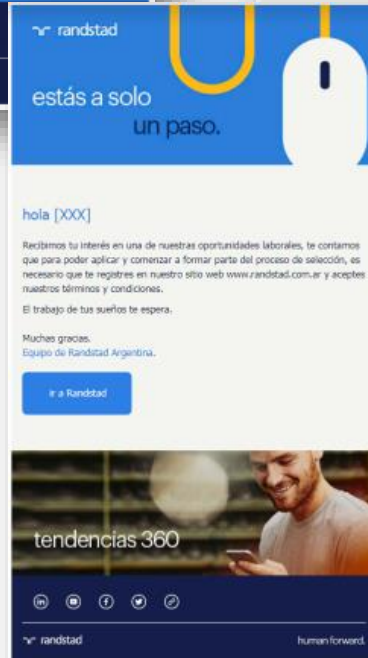 randstad
estás a solo
un paso.
hola [XXX]
Recibimos tu interés en una de nuestras oportunidades laborales, te contamos
que para poder aplicar y comenzar a formar parte del proceso de selección, es
necesario que te registres en nuestro sitio web www.randstad.com.ar y aceptes
nuestros términos y condiciones.
El trabajo de tus sueños te espera.
Muchas gracias.
Equipo de Randstad Argentina.
ir a Randstad
tendencias 360
in
f
randstad
human forward.